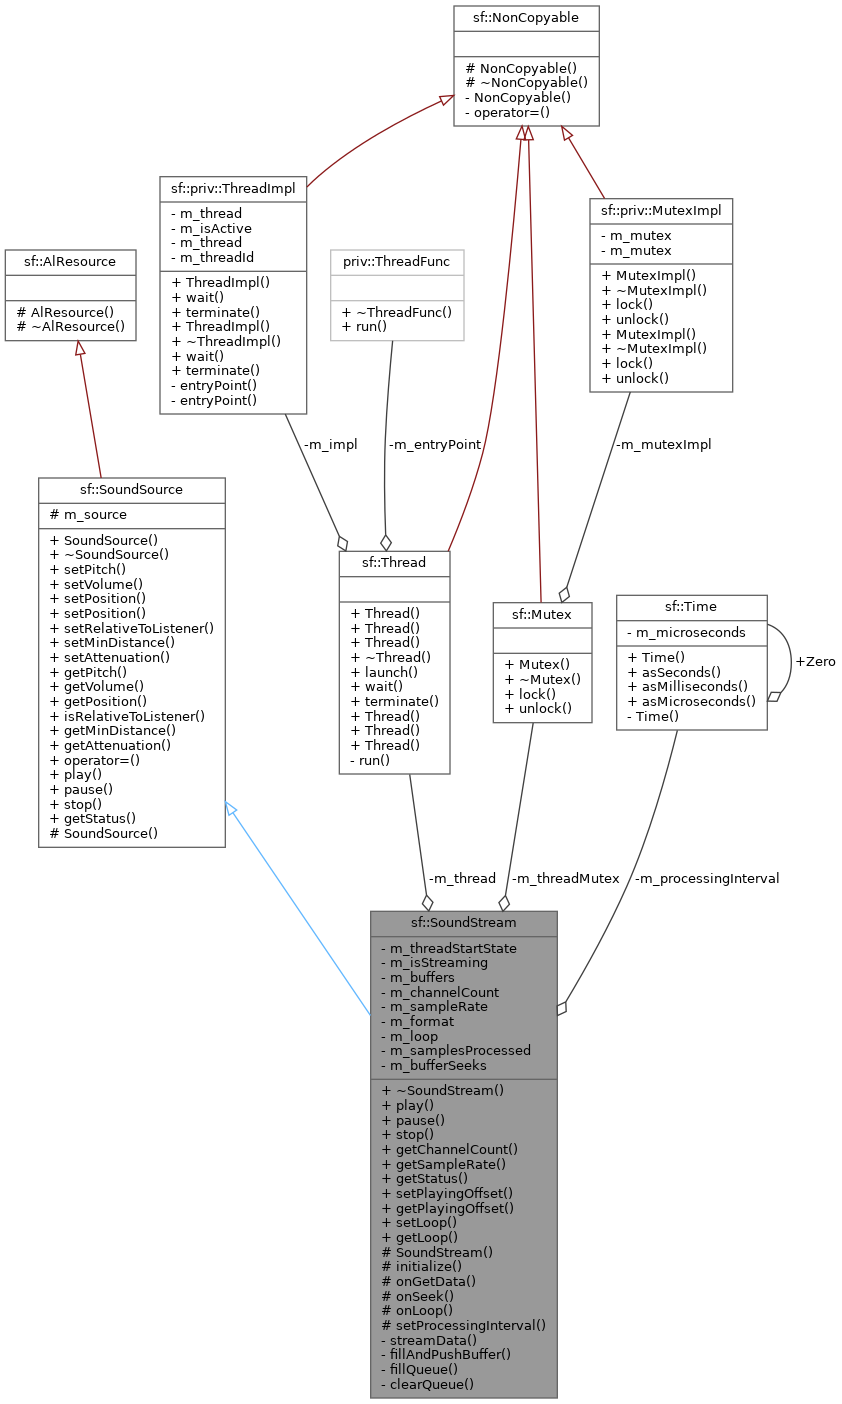 sf::NonCopyable
# NonCopyable()
# ~NonCopyable()
- NonCopyable()
- operator=()
sf::priv::ThreadImpl
- m_thread
- m_isActive
- m_thread
- m_threadId
+ ThreadImpl()
+ wait()
+ terminate()
+ ThreadImpl()
+ ~ThreadImpl()
+ wait()
+ terminate()
- entryPoint()
- entryPoint()
sf::priv::MutexImpl
- m_mutex
- m_mutex
+ MutexImpl()
+ ~MutexImpl()
+ lock()
+ unlock()
+ MutexImpl()
+ ~MutexImpl()
+ lock()
+ unlock()
sf::AlResource
# AlResource()
# ~AlResource()
priv::ThreadFunc
+ ~ThreadFunc()
+ run()
-m_impl
-m_entryPoint
-m_mutexImpl
sf::SoundSource
# m_source
+ SoundSource()
+ ~SoundSource()
+ setPitch()
+ setVolume()
+ setPosition()
+ setPosition()
+ setRelativeToListener()
+ setMinDistance()
+ setAttenuation()
+ getPitch()
+ getVolume()
+ getPosition()
+ isRelativeToListener()
+ getMinDistance()
+ getAttenuation()
+ operator=()
+ play()
+ pause()
+ stop()
+ getStatus()
# SoundSource()
sf::Thread
+ Thread()
+ Thread()
+ Thread()
+ ~Thread()
+ launch()
+ wait()
+ terminate()
+ Thread()
+ Thread()
+ Thread()
- run()
sf::Mutex
+ Mutex()
+ ~Mutex()
+ lock()
+ unlock()
sf::Time
- m_microseconds
+ Time()
+ asSeconds()
+ asMilliseconds()
+ asMicroseconds()
- Time()
+Zero
-m_thread
-m_threadMutex
-m_processingInterval
sf::SoundStream
- m_threadStartState
- m_isStreaming
- m_buffers
- m_channelCount
- m_sampleRate
- m_format
- m_loop
- m_samplesProcessed
- m_bufferSeeks
+ ~SoundStream()
+ play()
+ pause()
+ stop()
+ getChannelCount()
+ getSampleRate()
+ getStatus()
+ setPlayingOffset()
+ getPlayingOffset()
+ setLoop()
+ getLoop()
# SoundStream()
# initialize()
# onGetData()
# onSeek()
# onLoop()
# setProcessingInterval()
- streamData()
- fillAndPushBuffer()
- fillQueue()
- clearQueue()